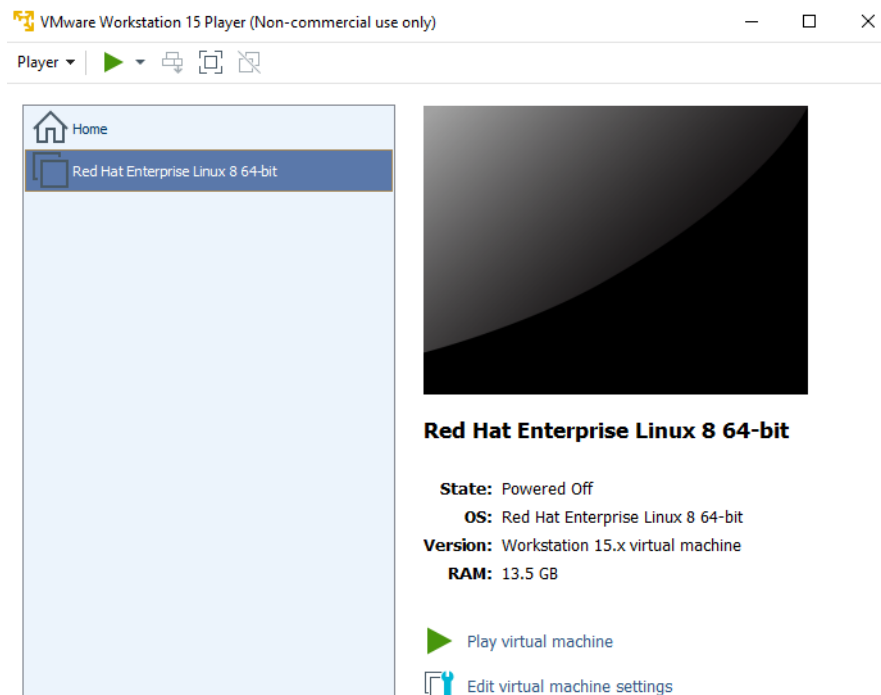 VMware Workstation 15 Player (Non-commercial use only)
Player
Home
Red Hat Enterprise Linux 8 64-bit
Red Hat Enterprise Linux 8 64-bit
State: Powered Off
OS: Red Hat Enterprise Linux 8 64-bit
Version: Workstation 15.x virtual machine
RAM: 13.5 GB
Play virtual machine
Edit virtual machine settings